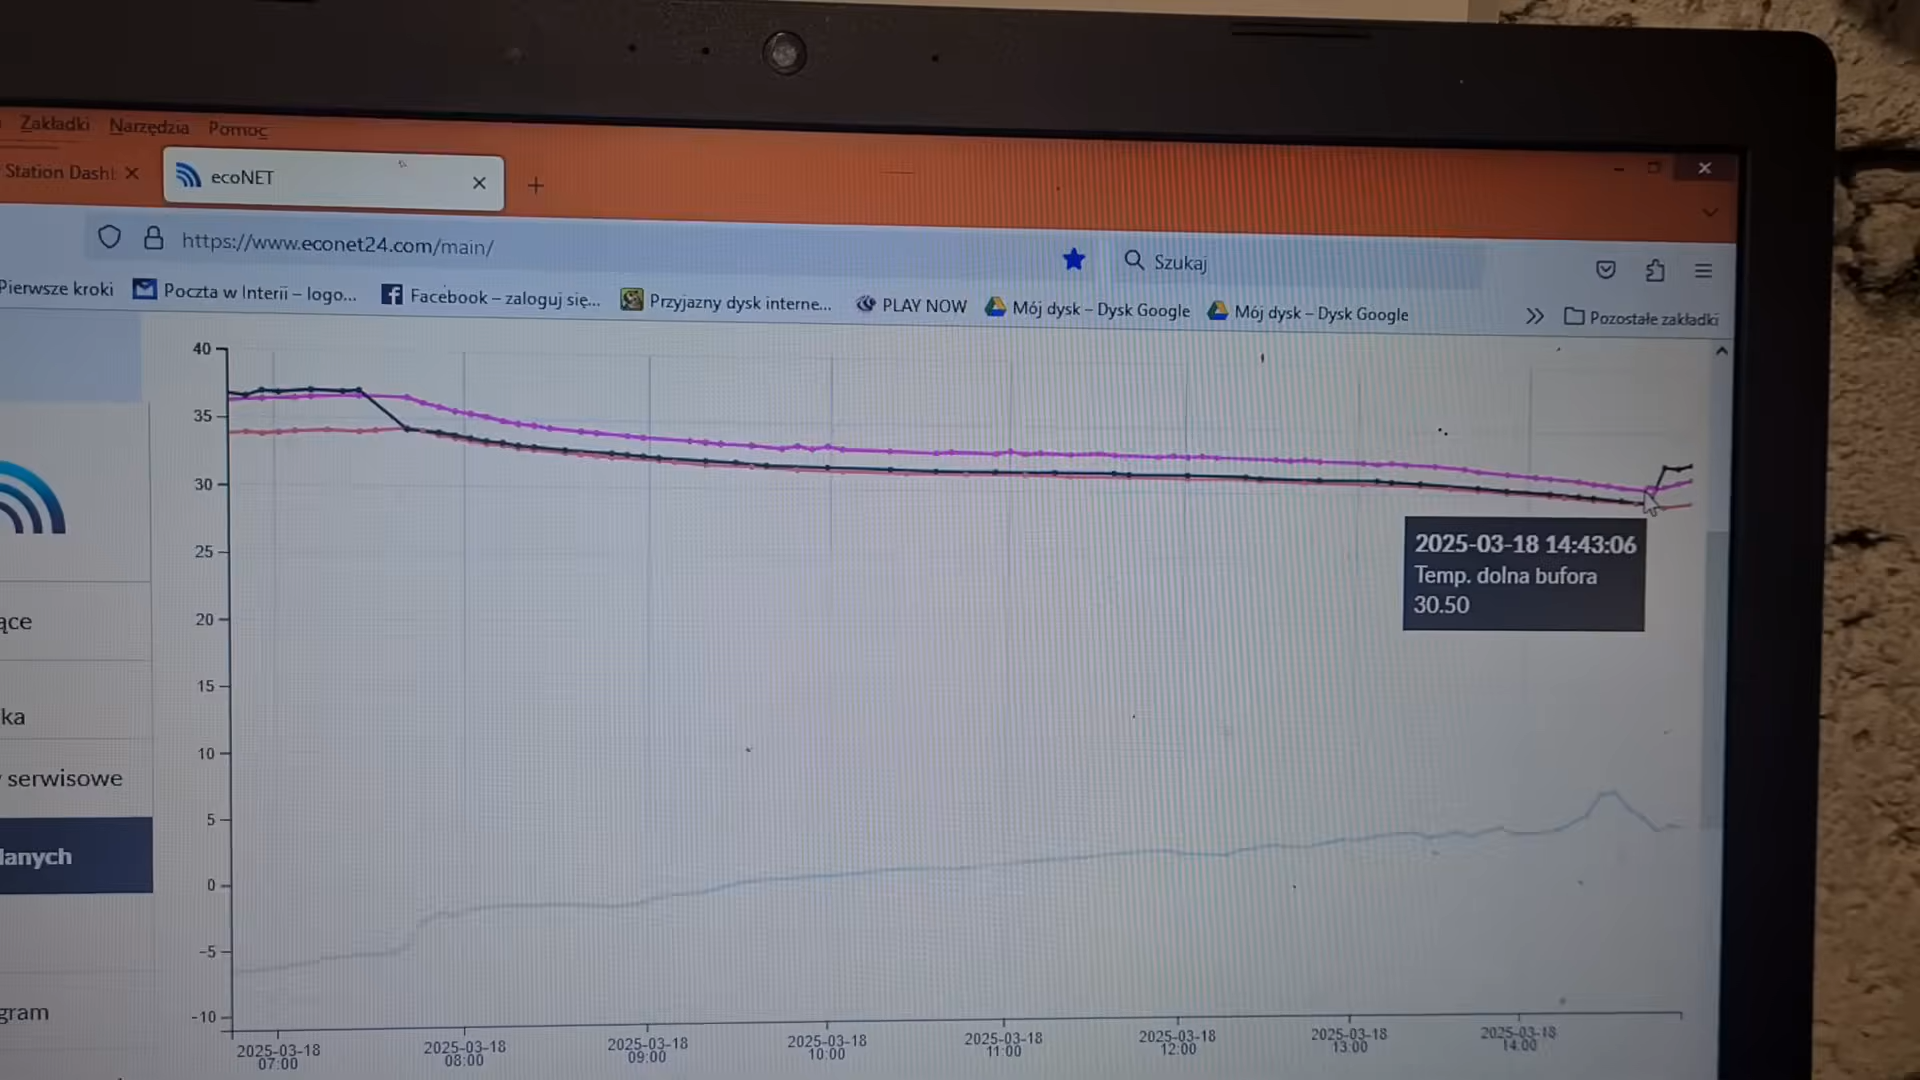 Zakładki Narzędzia Pomoc
Station Dashb
ecoNET
https://www.econet24.com/main/
Szukaj
Pierwsze kroki
Poczta w Interii – logo...
Facebook – zaloguj się...
Przyjazny dysk interne...
PLAY NOW
Mój dysk – Dysk Google
Mój dysk – Dysk Google
Pozostałe zakładki
40
35
30
25
20
15
10
5
0
-5
-10
2025-03-18 14:43:06
Temp. dolna bufora
30.50
ące
ka
serwisowe
danych
gram
2025-03-18
07:00
2025-03-18
08:00
2025-03-18
09:00
2025-03-18
10:00
2025-03-18
11:00
2025-03-18
12:00
2025-03-18
13:00
2025-03-18
14:00